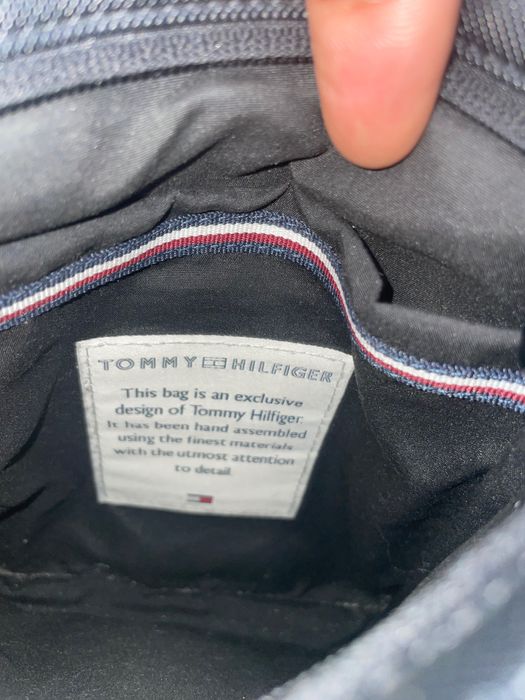 TOMMY HILFIGER
This bag is an exclusive
design of Tommy Hilfiger.
It has been hand assembled
using the finest materials
with the utmost attention
to detail.